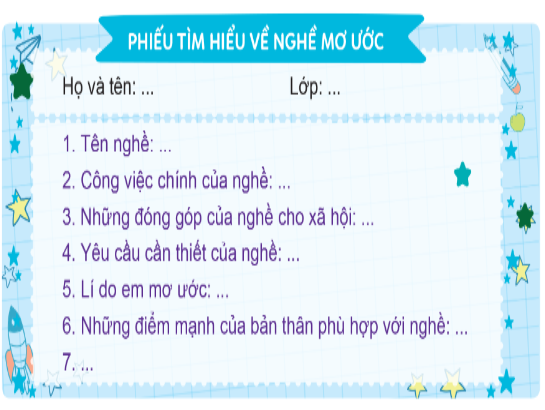 PHIẾU TÌM HIỂU VỀ NGHỀ MƠ ƯỚC
Họ và tên: ... Lớp: ...
1. Tên nghề: ...
2. Công việc chính của nghề: ...
3. Những đóng góp của nghề cho xã hội: ...
4. Yêu cầu cần thiết của nghề: ...
5. Lí do em mơ ước: ...
6. Những điểm mạnh của bản thân phù hợp với nghề: ...
7. ...